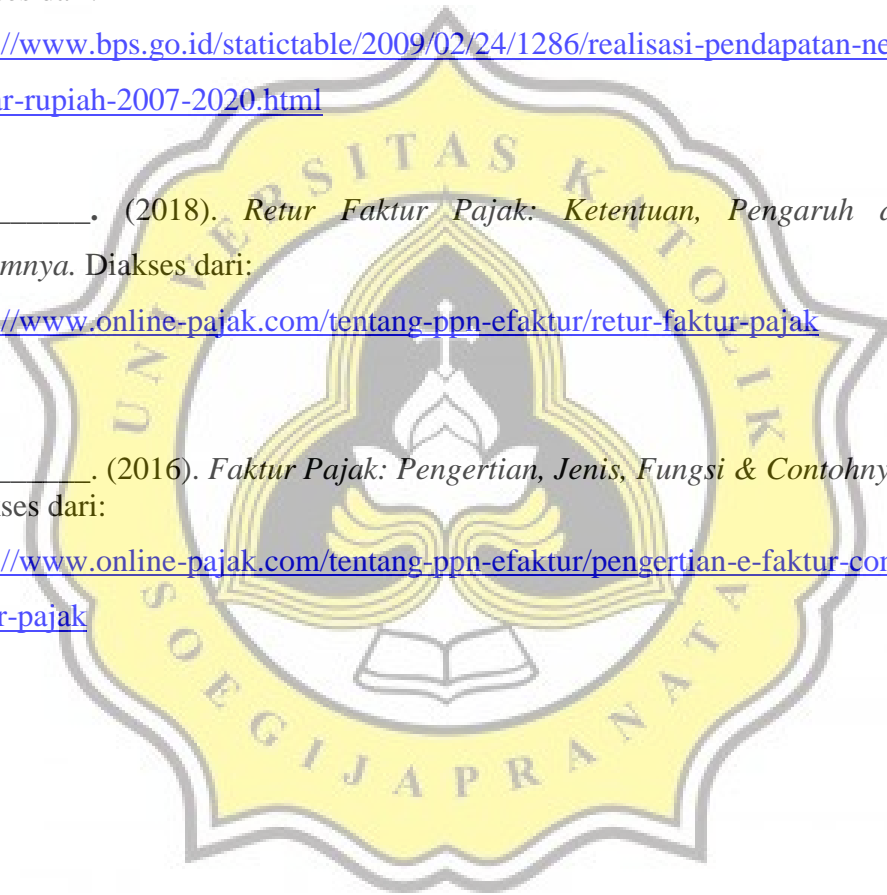 //www.bps.go.id/statictable/2009/02/24/1286/realisasi-pendapatan-ne
ar-rupiah-2007-2020.html
. (2018). Retur Faktur Pajak: Ketentuan, Pengaruh
mnya. Diakses dari:
//www.online-pajak.com/tentang-ppn-efaktur/retur-faktur-pajak
. (2016). Faktur Pajak: Pengertian, Jenis, Fungsi & Contohny
ses dari:
//www.online-pajak.com/tentang-ppn-efaktur/pengertian-e-faktur-con
r-pajak
UNIVERSITAS KATOLIK
SOEGIJAPRANATA